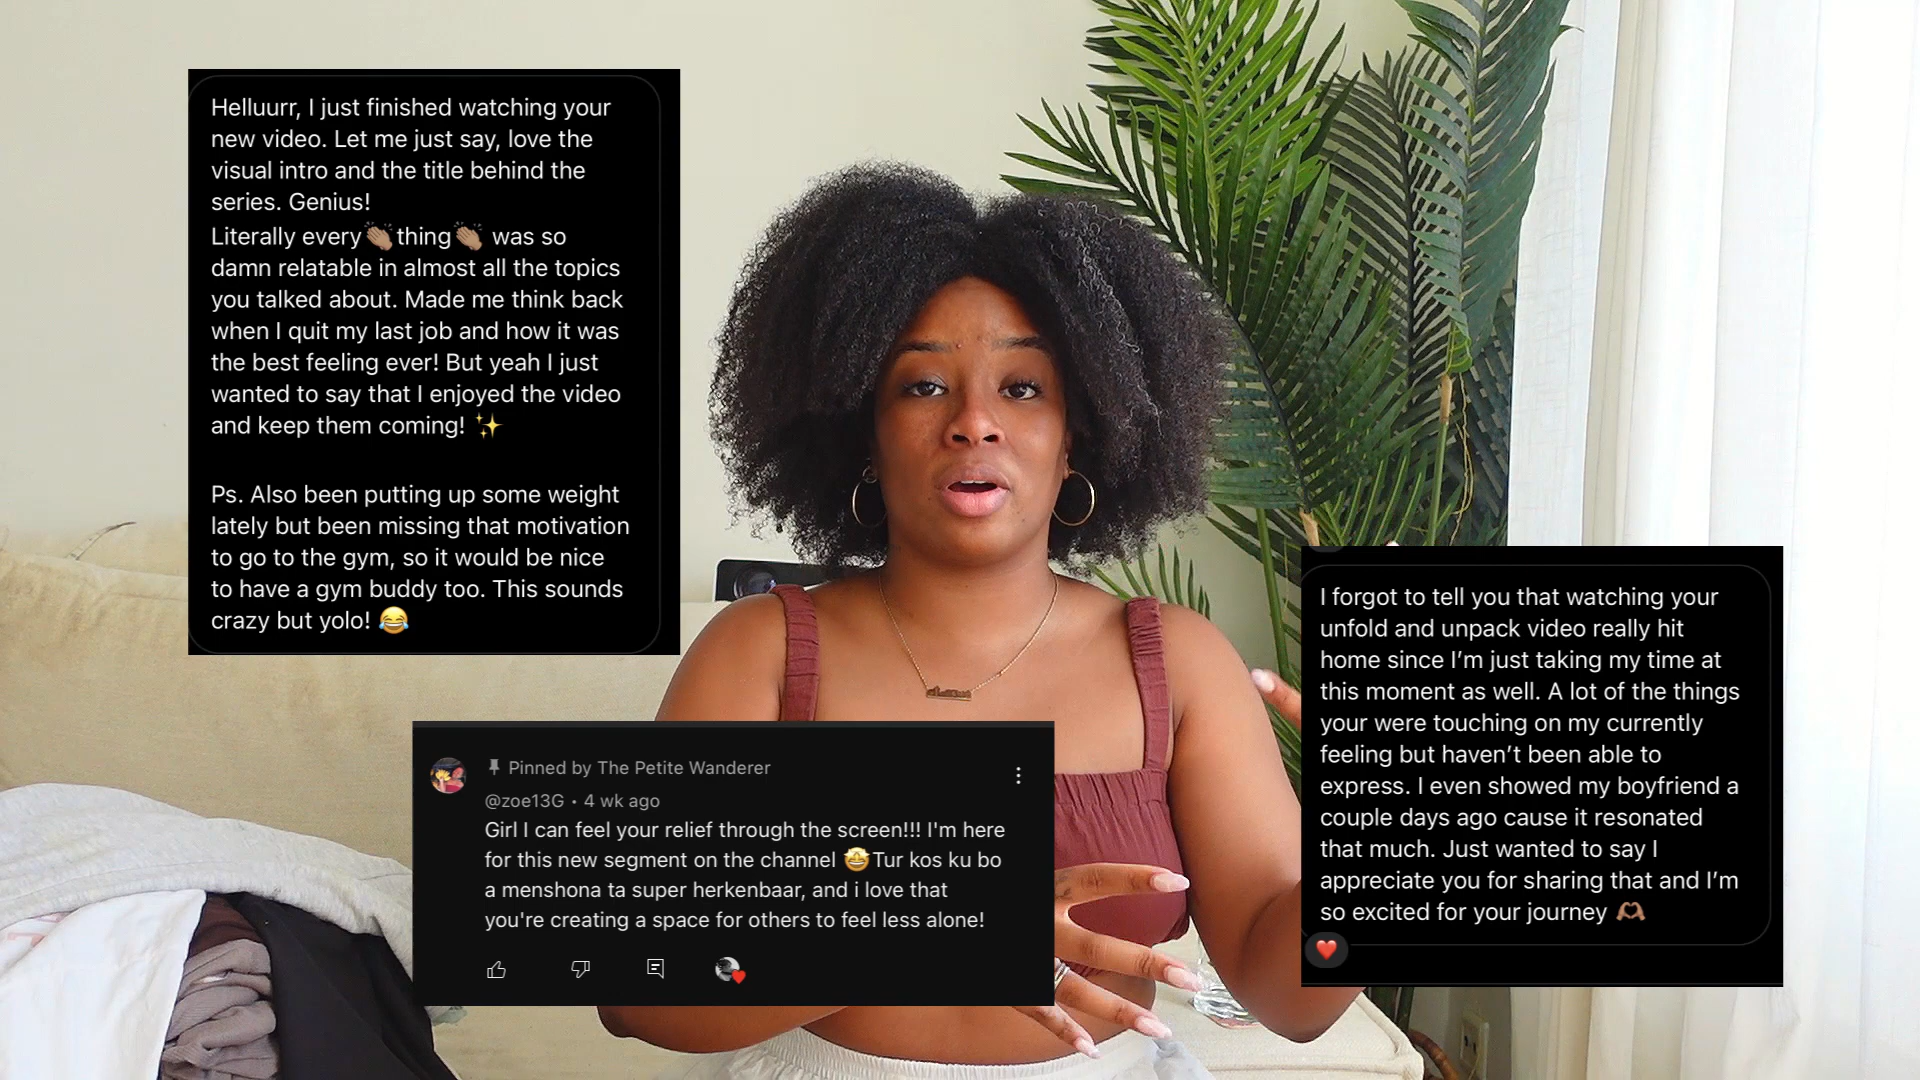 Helluurr, I just finished watching your
new video. Let me just say, love the
visual intro and the title behind the
series. Genius!
Literally every👏🏽thing👏🏽 was so
damn relatable in almost all the topics
you talked about. Made me think back
when I quit my last job and how it was
the best feeling ever! But yeah I just
wanted to say that I enjoyed the video
and keep them coming! ✨
Ps. Also been putting up some weight
lately but been missing that motivation
to go to the gym, so it would be nice
to have a gym buddy too. This sounds
crazy but yolo! 😂
Pinned by The Petite Wanderer
@zoe13G • 4 wk ago
Girl I can feel your relief through the screen!!! I'm here
for this new segment on the channel 🤩Tur kos ku bo
a menshona ta super herkenbaar, and i love that
you're creating a space for others to feel less alone!
I forgot to tell you that watching your
unfold and unpack video really hit
home since I’m just taking my time at
this moment as well. A lot of the things
your were touching on my currently
feeling but haven’t been able to
express. I even showed my boyfriend a
couple days ago cause it resonated
that much. Just wanted to say I
appreciate you for sharing that and I’m
so excited for your journey 🫶🏽